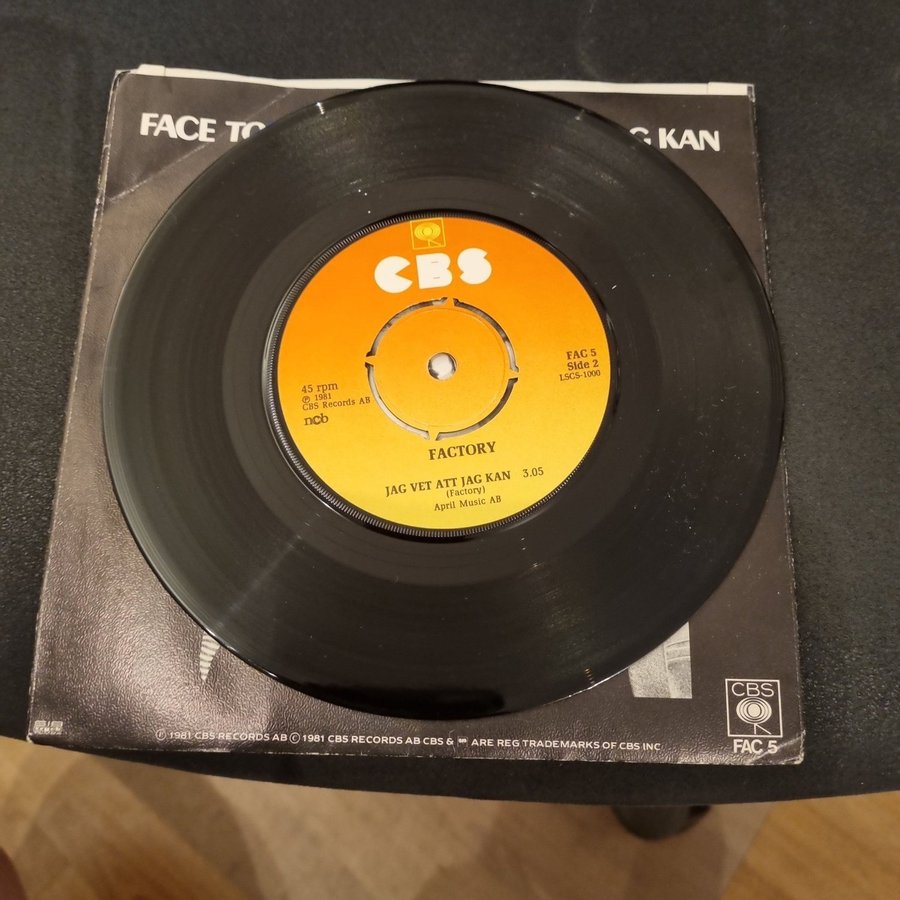 FACE TO
G KAN
CBS
45 rpm
℗ 1981
CBS Records AB
ncb
FAC 5
Side 2
LSCS-1000
FACTORY
JAG VET ATT JAG KAN 3.05
(Factory)
April Music AB
CBS
FAC 5
℗ 1981 CBS RECORDS AB © 1981 CBS RECORDS AB CBS & ARE REG TRADEMARKS OF CBS INC